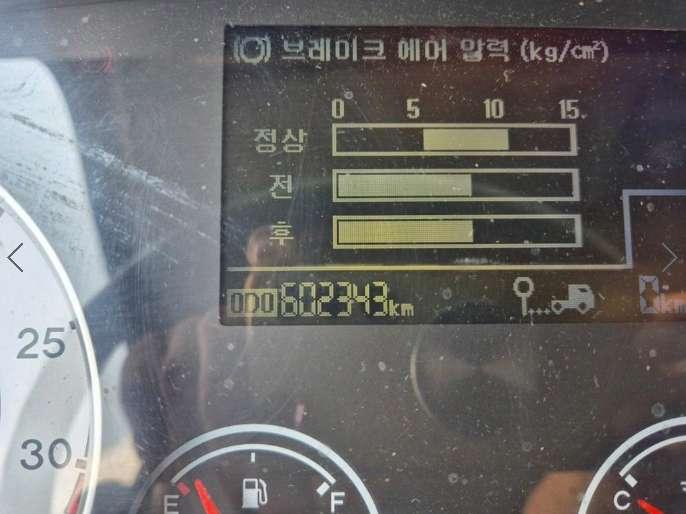 브레이크 에어 압력 (kg/cm²)
0 5 10 15
정상
전
후
ODO 602343km
0km
25
30
E F
C